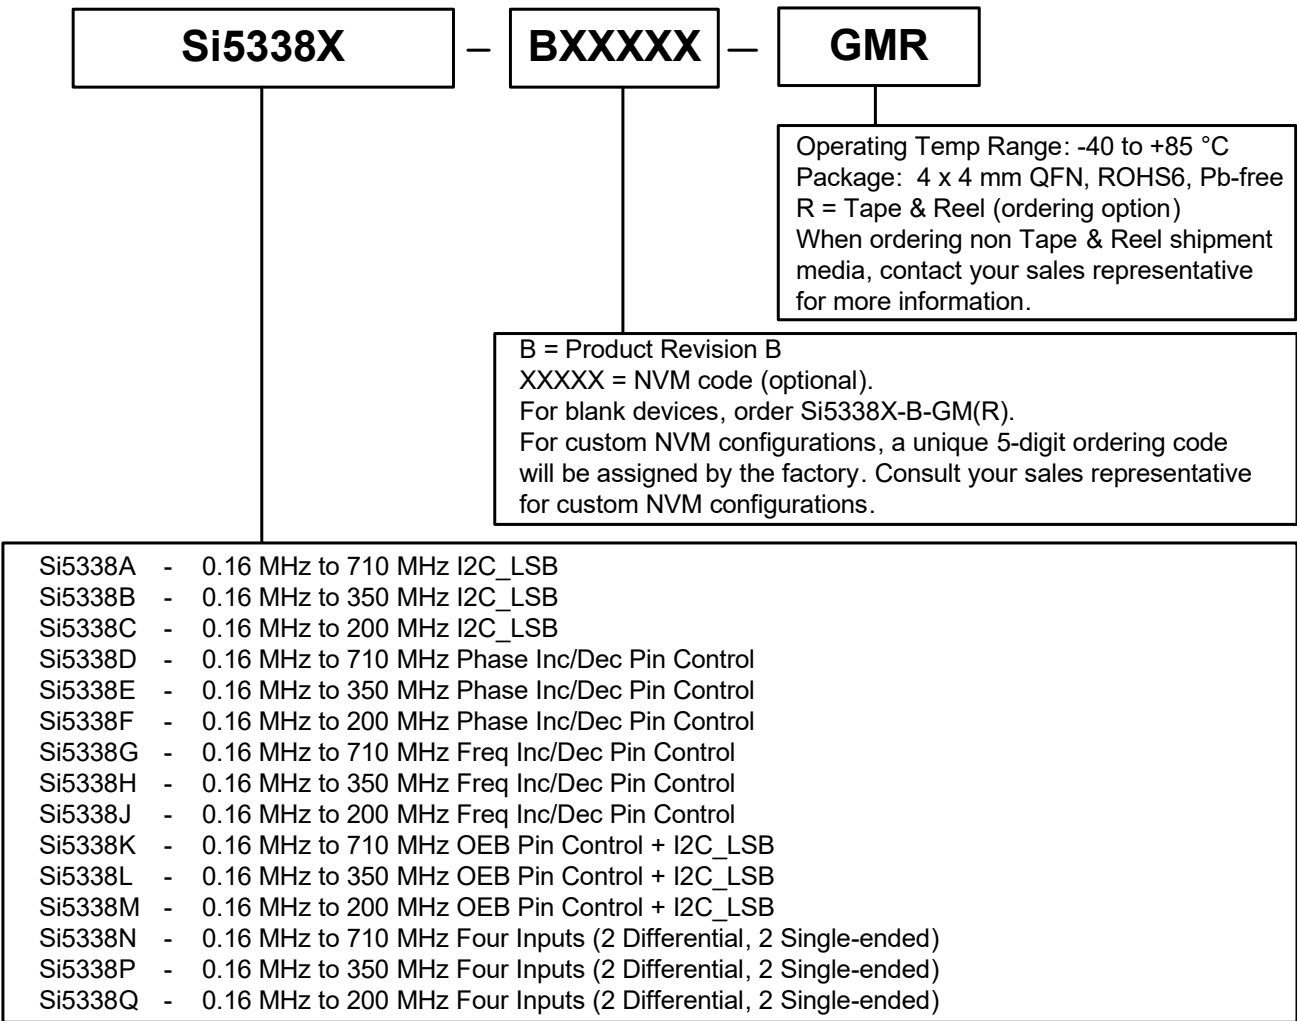 Si5338X – BXXXXX – GMR
Operating Temp Range: -40 to +85 °C
Package:  4 x 4 mm QFN, ROHS6, Pb-free
R = Tape & Reel (ordering option)
When ordering non Tape & Reel shipment
media, contact your sales representative
for more information.
B = Product Revision B
XXXXX = NVM code (optional).
For blank devices, order Si5338X-B-GM(R).
For custom NVM configurations, a unique 5-digit ordering code
will be assigned by the factory. Consult your sales representative
for custom NVM configurations.
Si5338A - 0.16 MHz to 710 MHz I2C_LSB
Si5338B - 0.16 MHz to 350 MHz I2C_LSB
Si5338C - 0.16 MHz to 200 MHz I2C_LSB
Si5338D - 0.16 MHz to 710 MHz Phase Inc/Dec Pin Control
Si5338E - 0.16 MHz to 350 MHz Phase Inc/Dec Pin Control
Si5338F - 0.16 MHz to 200 MHz Phase Inc/Dec Pin Control
Si5338G - 0.16 MHz to 710 MHz Freq Inc/Dec Pin Control
Si5338H - 0.16 MHz to 350 MHz Freq Inc/Dec Pin Control
Si5338J - 0.16 MHz to 200 MHz Freq Inc/Dec Pin Control
Si5338K - 0.16 MHz to 710 MHz OEB Pin Control + I2C_LSB
Si5338L - 0.16 MHz to 350 MHz OEB Pin Control + I2C_LSB
Si5338M - 0.16 MHz to 200 MHz OEB Pin Control + I2C_LSB
Si5338N - 0.16 MHz to 710 MHz Four Inputs (2 Differential, 2 Single-ended)
Si5338P - 0.16 MHz to 350 MHz Four Inputs (2 Differential, 2 Single-ended)
Si5338Q - 0.16 MHz to 200 MHz Four Inputs (2 Differential, 2 Single-ended)